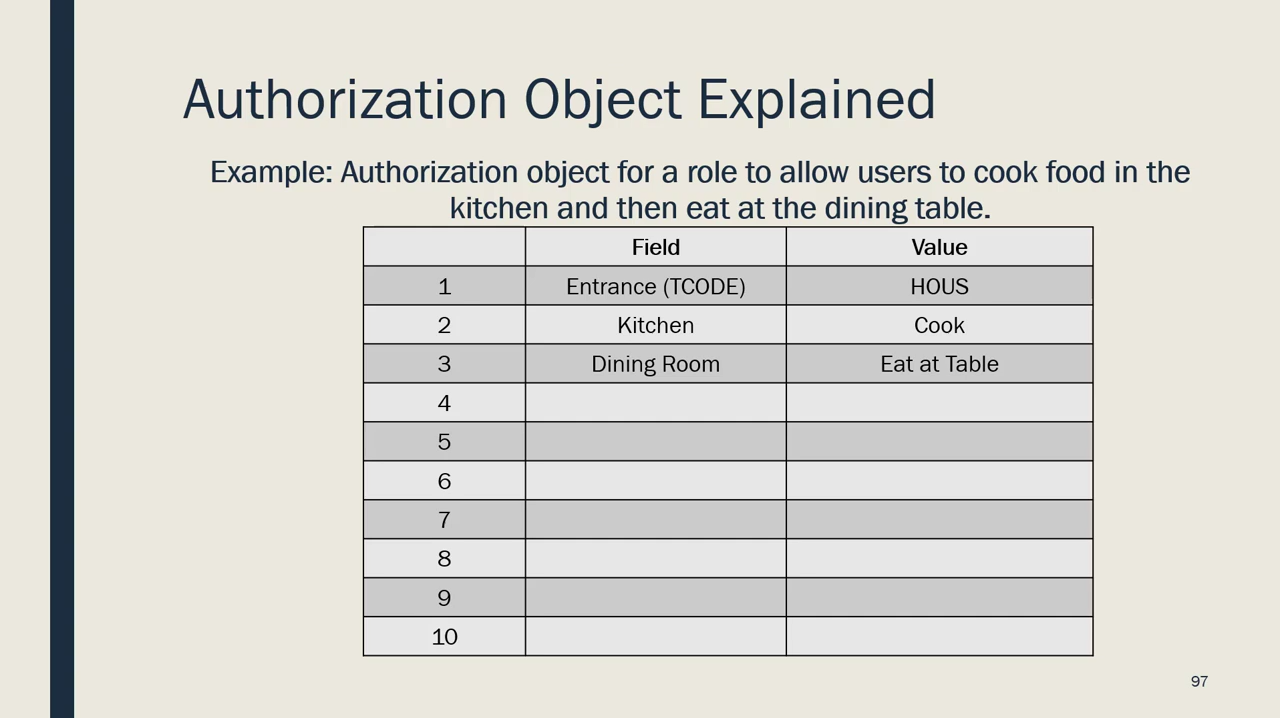 Authorization Object Explained
Example: Authorization object for a role to allow users to cook food in the
kitchen and then eat at the dining table.
Field Value
1 Entrance (TCODE) HOUS
2 Kitchen Cook
3 Dining Room Eat at Table
4
5
6
7
8
9
10
97